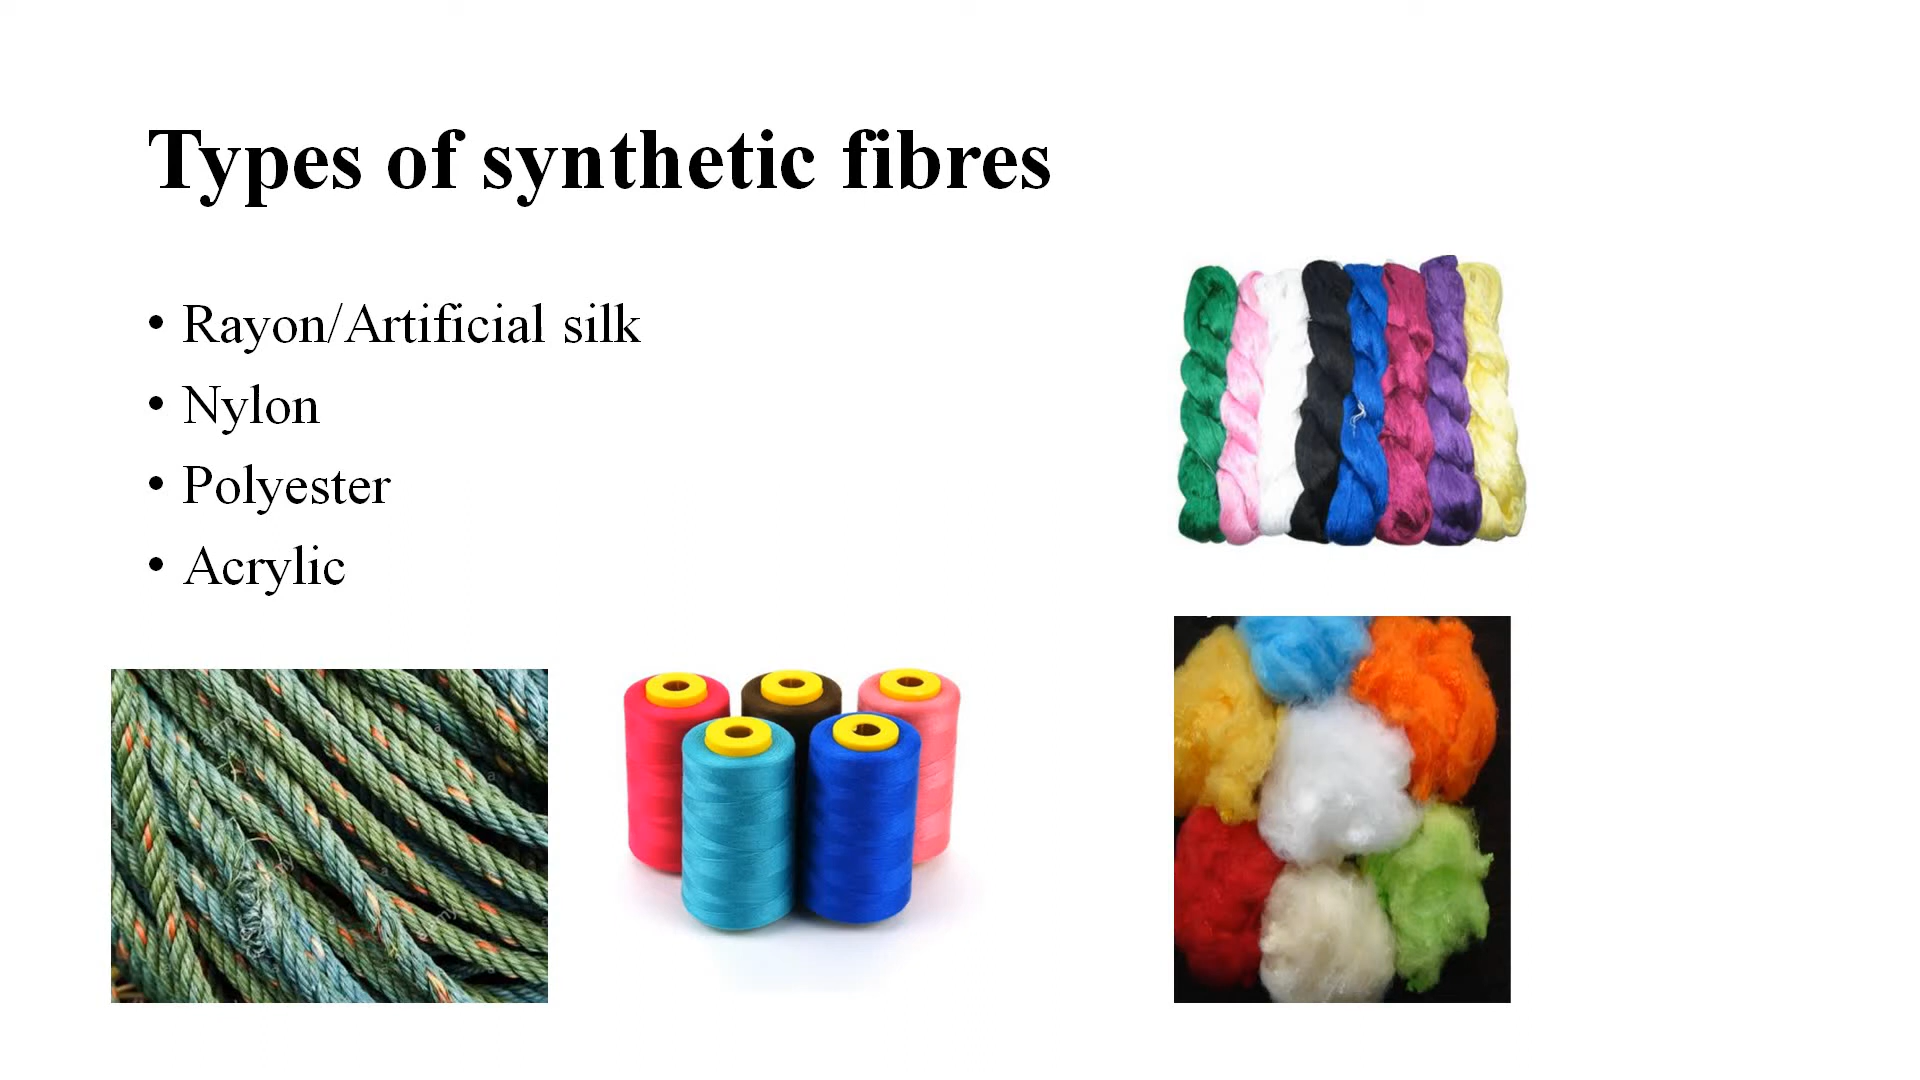 Types of synthetic fibres
• Rayon/Artificial silk
• Nylon
• Polyester
• Acrylic